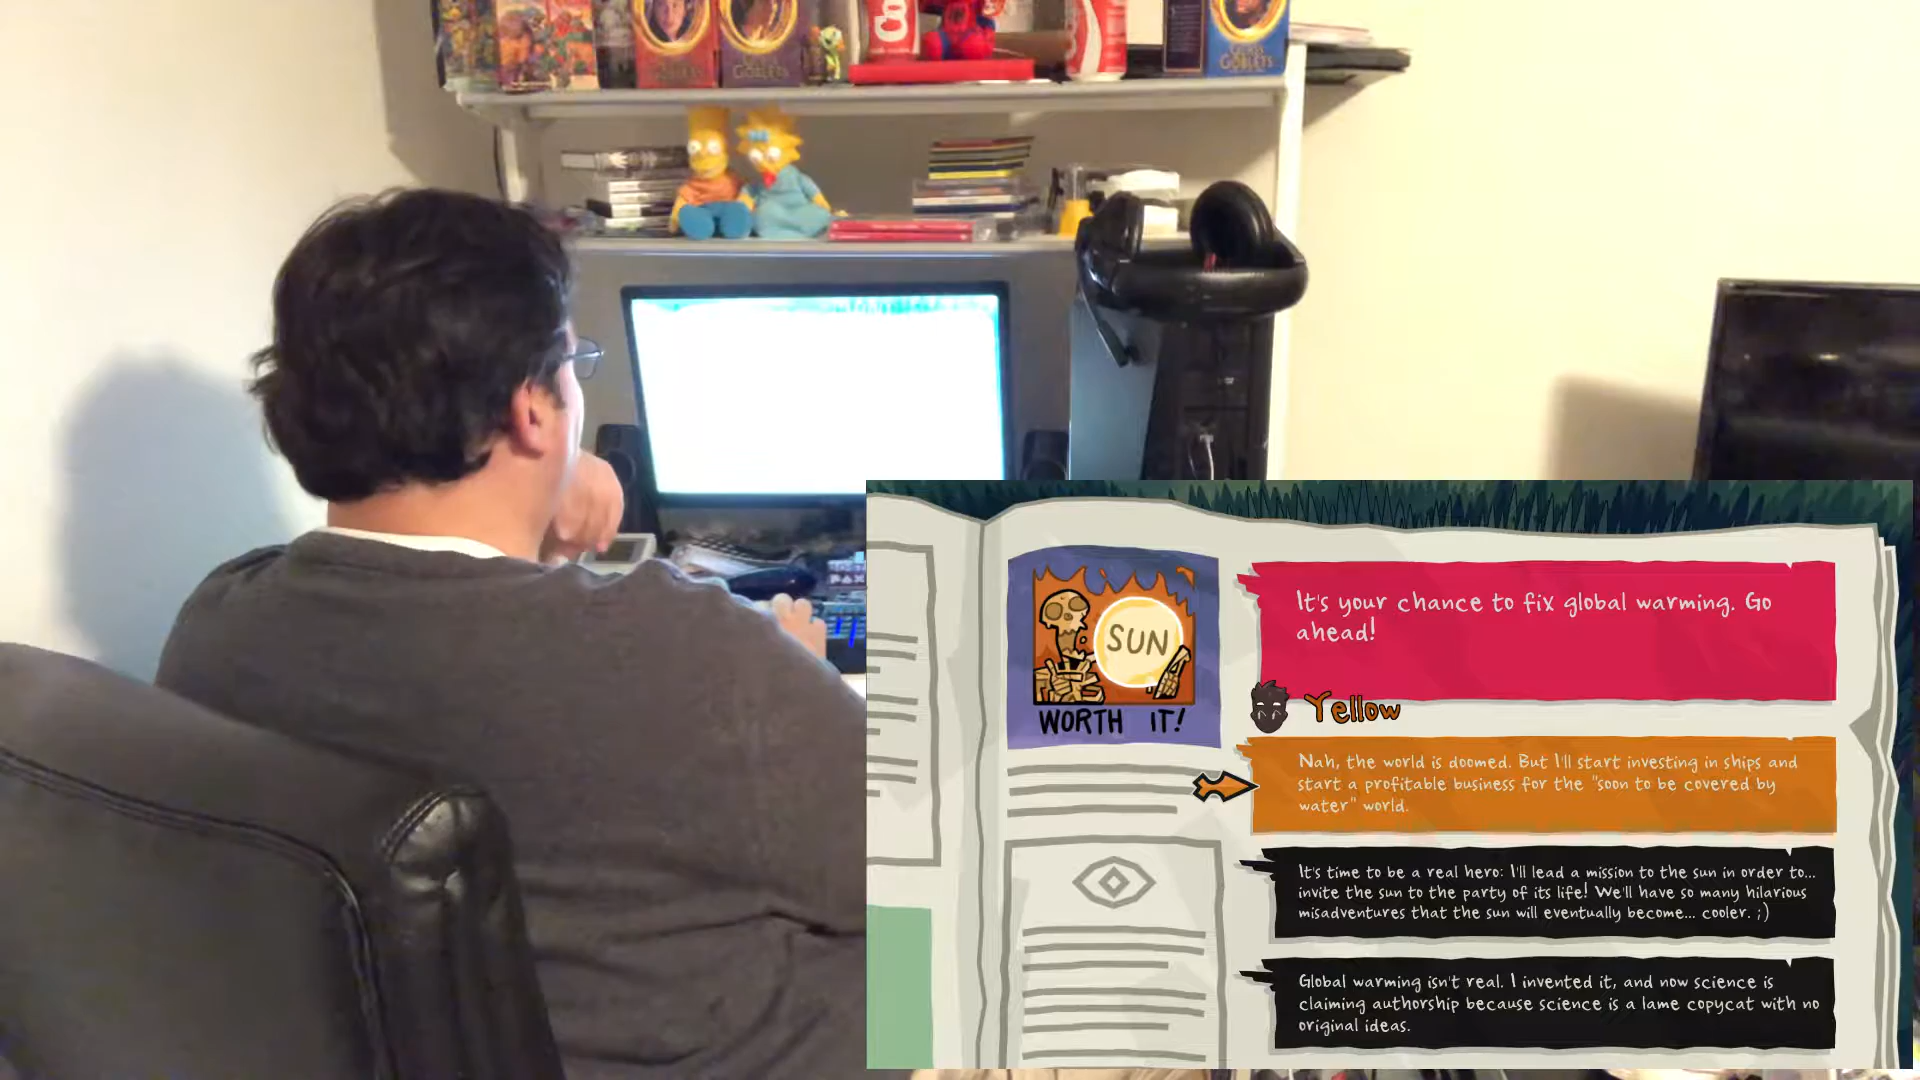 GOBLETS
GOBLETS
SUN
WORTH IT!
It's your chance to fix global warming. Go
ahead!
Yellow
Nah, the world is doomed. But I'll start investing in ships and
start a profitable business for the "soon to be covered by
water" world.
It's time to be a real hero: I'll lead a mission to the sun in order to...
invite the sun to the party of its life! We'll have so many hilarious
misadventures that the sun will eventually become... cooler. ;)
Global warming isn't real. I invented it, and now science is
claiming authorship because science is a lame copycat with no
original ideas.